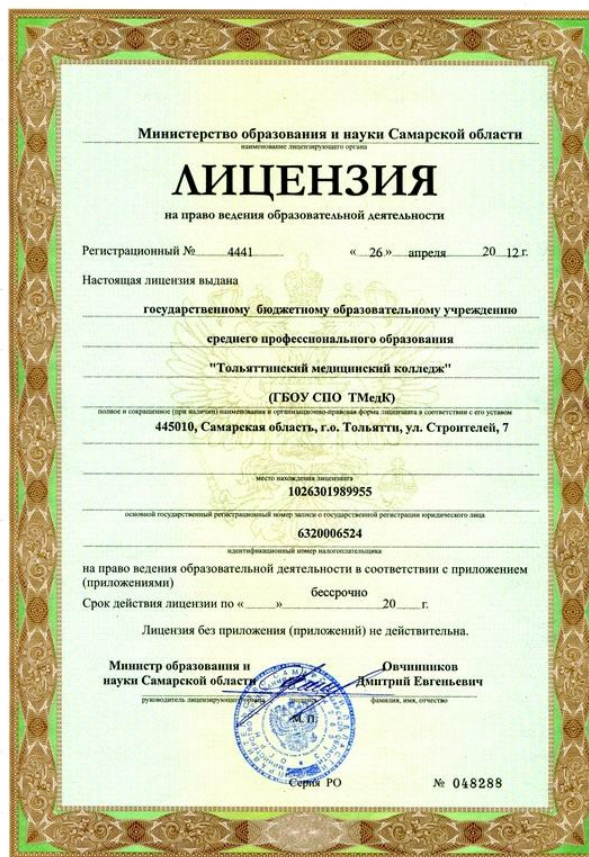 Министерство образования и науки Самарской области
наименование лицензирующего органа
ЛИЦЕНЗИЯ
на право ведения образовательной деятельности
Регистрационный № 4441 « 26 » апреля 20 12 г.
Настоящая лицензия выдана
государственному бюджетному образовательному учреждению
среднего профессионального образования
"Тольяттинский медицинский колледж"
(ГБОУ СПО ТМедК)
полное и сокращенное (при наличии) наименования и организационно-правовая форма лицензиата в соответствии с его уставом
445010, Самарская область, г.о. Тольятти, ул. Строителей, 7
место нахождения лицензиата
1026301989955
основной государственный регистрационный номер записи о государственной регистрации юридического лица
6320006524
идентификационный номер налогоплательщика
на право ведения образовательной деятельности в соответствии с приложением
(приложениями)
бессрочно
Срок действия лицензии по « » 20 г.
Лицензия без приложения (приложений) не действительна.
Министр образования и Овчинников
науки Самарской области Дмитрий Евгеньевич
руководитель лицензирующего органа подпись фамилия, имя, отчество
М. П.
Серия РО № 048288